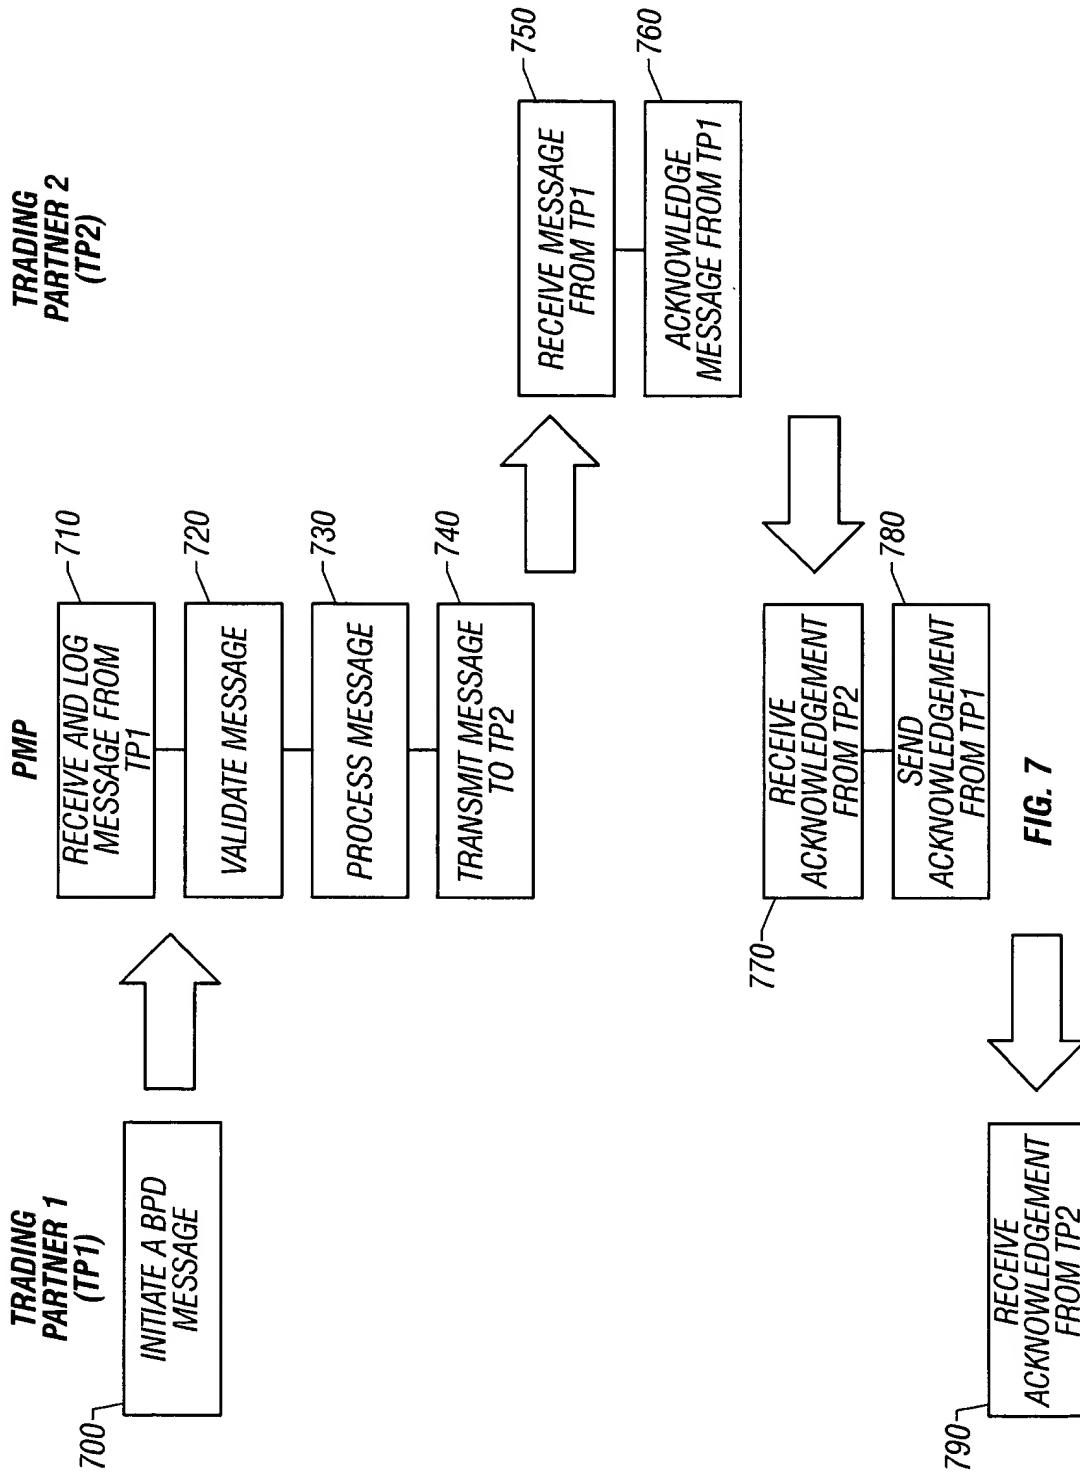 TRADING
PARTNER 1
(TP1)
PMP
TRADING
PARTNER 2
(TP2)
700
INITIATE A BPD
MESSAGE
710
RECEIVE AND LOG
MESSAGE FROM
TP1
720
VALIDATE MESSAGE
730
PROCESS MESSAGE
740
TRANSMIT MESSAGE
TO TP2
750
RECEIVE MESSAGE
FROM TP1
760
ACKNOWLEDGE
MESSAGE FROM TP1
770
RECEIVE
ACKNOWLEDGEMENT
FROM TP2
780
SEND
ACKNOWLEDGEMENT
FROM TP1
790
RECEIVE
ACKNOWLEDGEMENT
FROM TP2
FIG. 7